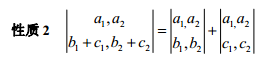 性质 2 | a₁,a₂ | = | a₁,a₂ | + | a₁,a₂ |
| b₁ + c₁,b₂ + c₂ | | b₁,b₂ | | c₁,c₂ |